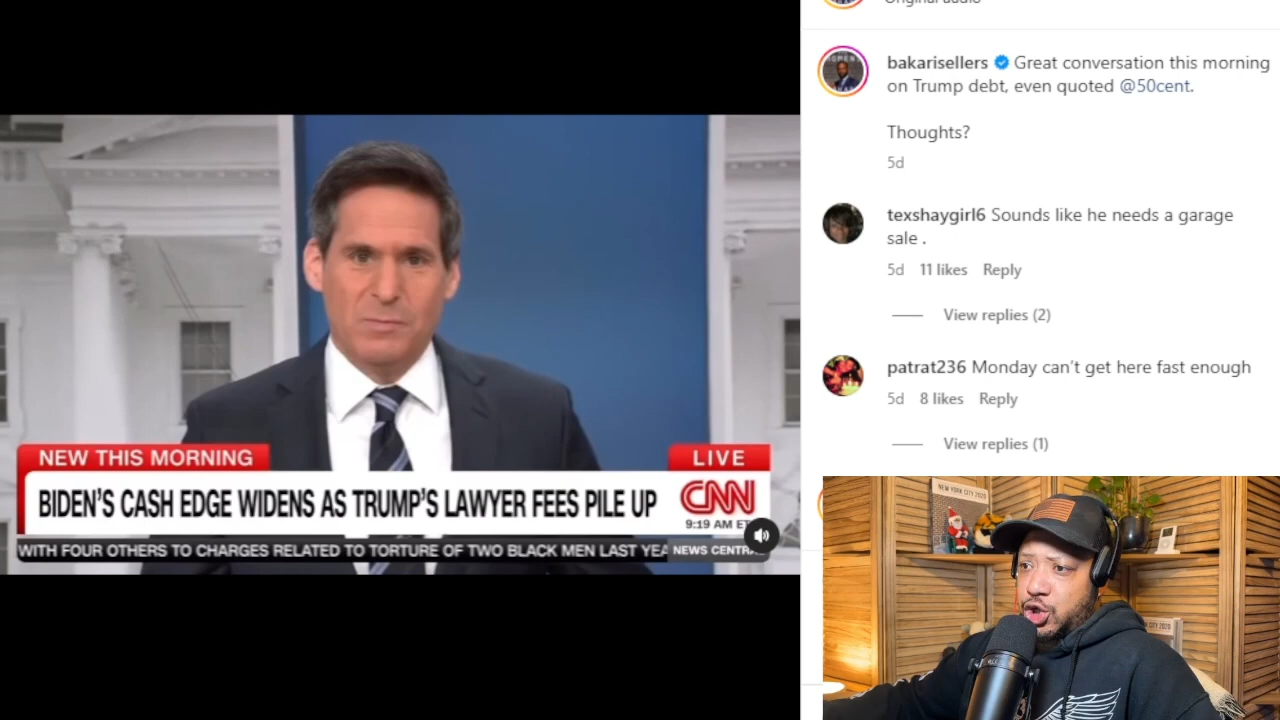 Original audio
bakarisellers Great conversation this morning
on Trump debt, even quoted @50cent.
Thoughts?
5d
texshaygirl6 Sounds like he needs a garage
sale .
5d 11 likes Reply
View replies (2)
patrat236 Monday can't get here fast enough
5d 8 likes Reply
View replies (1)
NEW THIS MORNING
LIVE
BIDEN'S CASH EDGE WIDENS AS TRUMP'S LAWYER FEES PILE UP
CNN
9:19 AM ET
WITH FOUR OTHERS TO CHARGES RELATED TO TORTURE OF TWO BLACK MEN LAST YEA
NEWS CENTRA
NEW YORK CITY 2020
CITY 2020